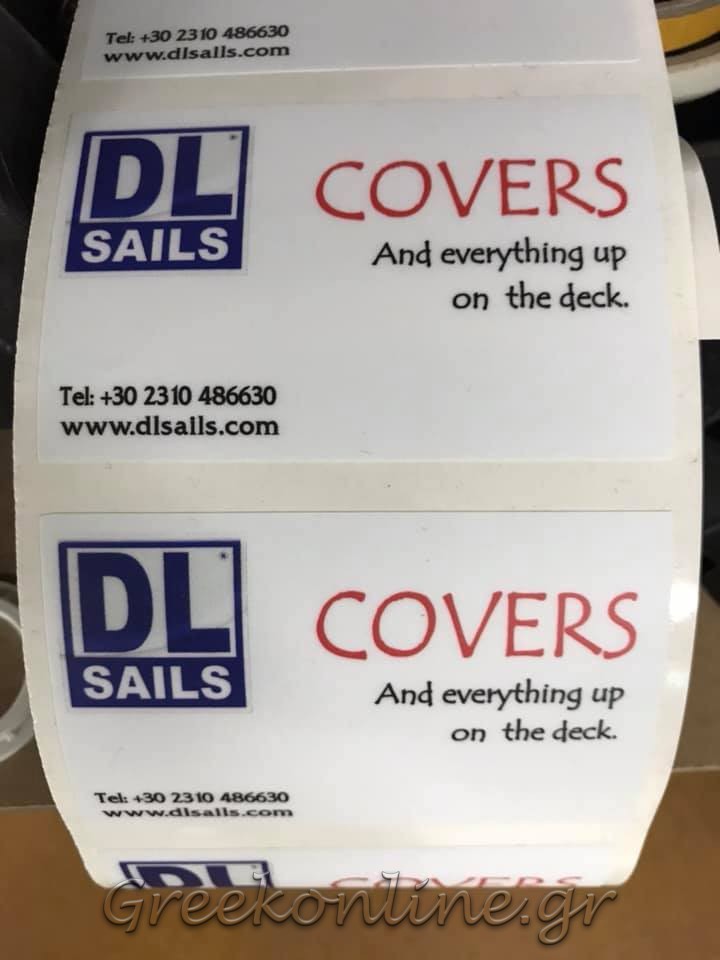 Tel: +30 2310 486630
www.dlsails.com
DL
SAILS
COVERS
And everything up
on the deck.
Tel: +30 2310 486630
www.dlsails.com
DL
SAILS
COVERS
And everything up
on the deck.
Tel: +30 2310 486630
www.dlsails.com
DL
COVERS
Greekonline.gr